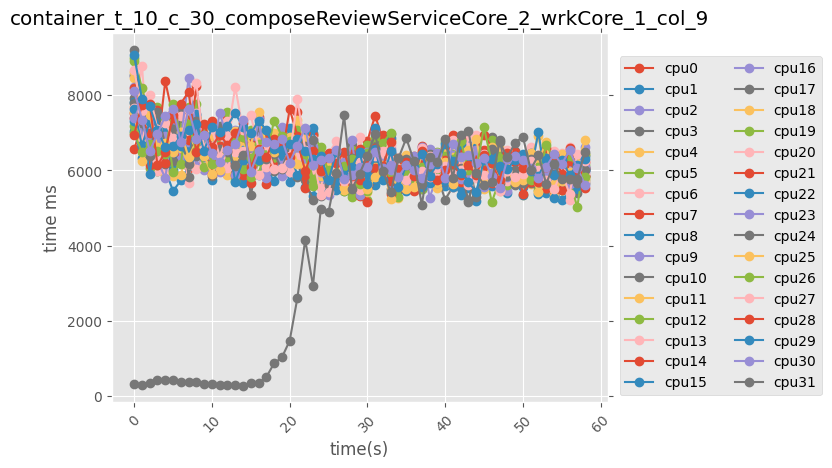 container_t_10_c_30_composeReviewServiceCore_2_wrkCore_1_col_9
time ms
8000
6000
4000
2000
0
0
10
20
30
40
50
60
time(s)
cpu0
cpu1
cpu2
cpu3
cpu4
cpu5
cpu6
cpu7
cpu8
cpu9
cpu10
cpu11
cpu12
cpu13
cpu14
cpu15
cpu16
cpu17
cpu18
cpu19
cpu20
cpu21
cpu22
cpu23
cpu24
cpu25
cpu26
cpu27
cpu28
cpu29
cpu30
cpu31